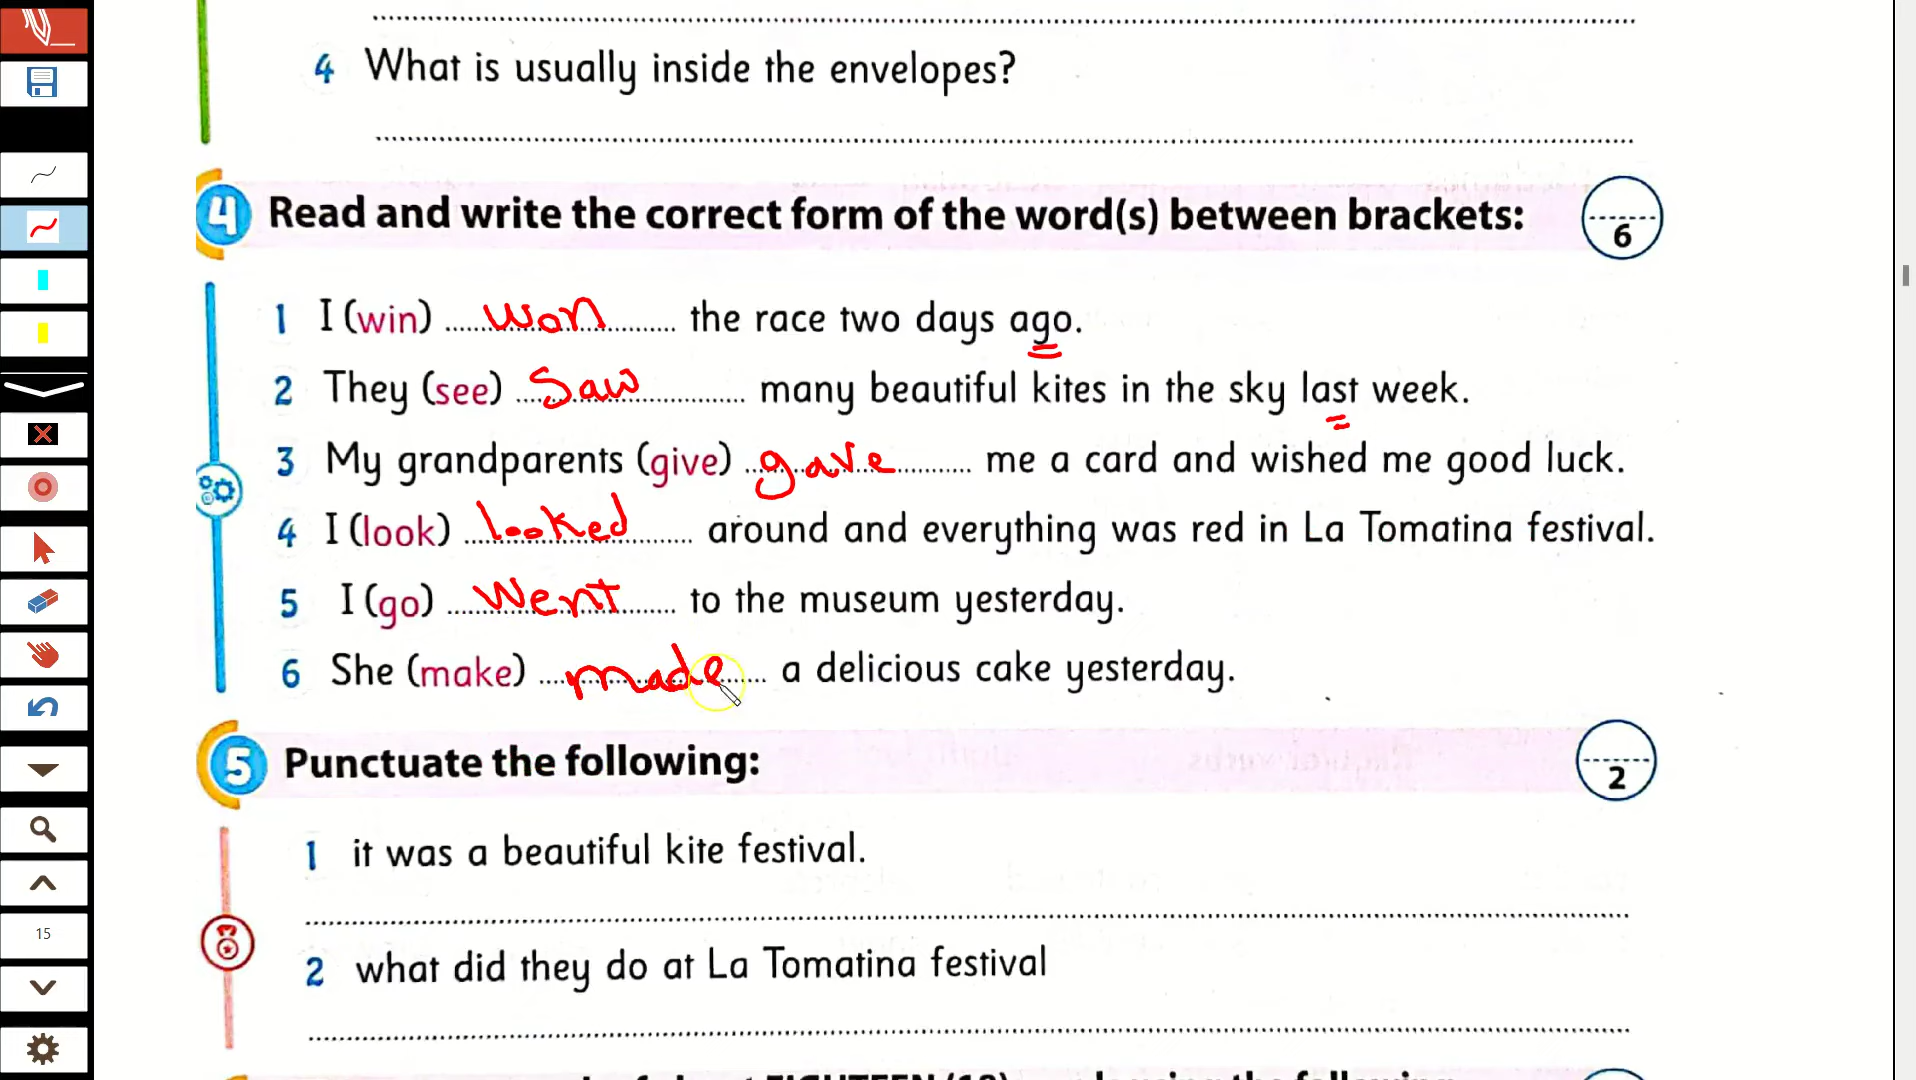 4 What is usually inside the envelopes?
4 Read and write the correct form of the word(s) between brackets:
6
1 I (win) won the race two days ago.
2 They (see) saw many beautiful kites in the sky last week.
3 My grandparents (give) gave me a card and wished me good luck.
4 I (look) looked around and everything was red in La Tomatina festival.
5 I (go) went to the museum yesterday.
6 She (make) made a delicious cake yesterday.
5 Punctuate the following:
2
1 it was a beautiful kite festival.
15
2 what did they do at La Tomatina festival